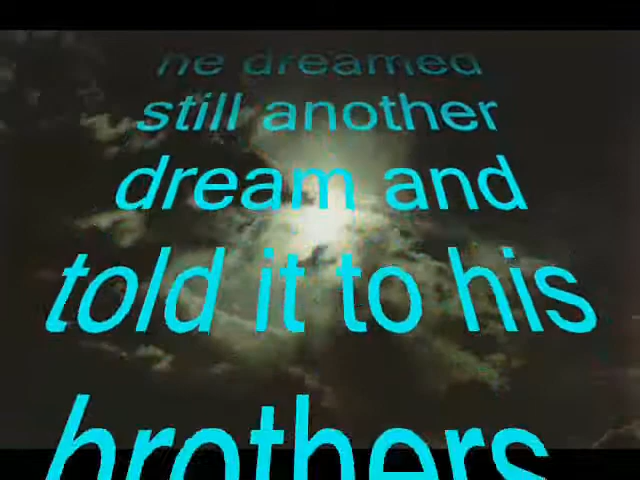 he dreamed
still another
dream and
told it to his
brothers